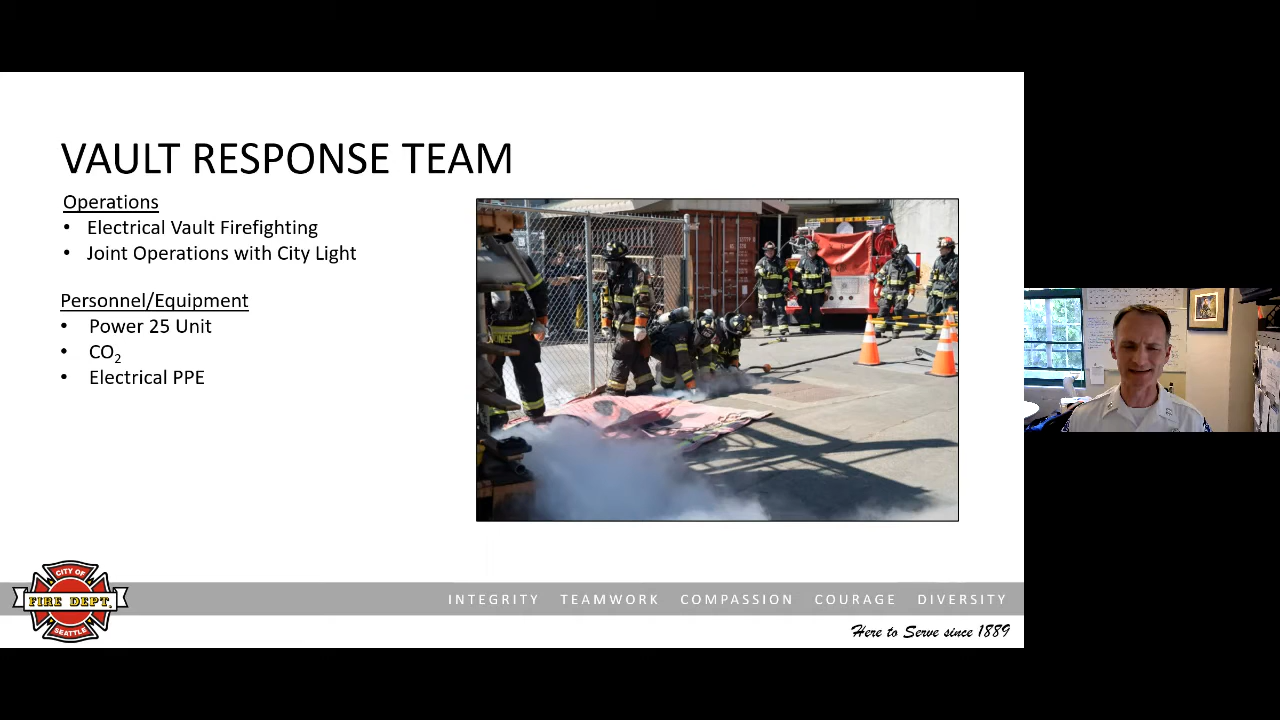 VAULT RESPONSE TEAM
Operations
• Electrical Vault Firefighting
• Joint Operations with City Light
Personnel/Equipment
• Power 25 Unit
• CO₂
• Electrical PPE
CITY OF
FIRE DEPT.
SEATTLE
INTEGRITY TEAMWORK COMPASSION COURAGE DIVERSITY
Here to Serve since 1889